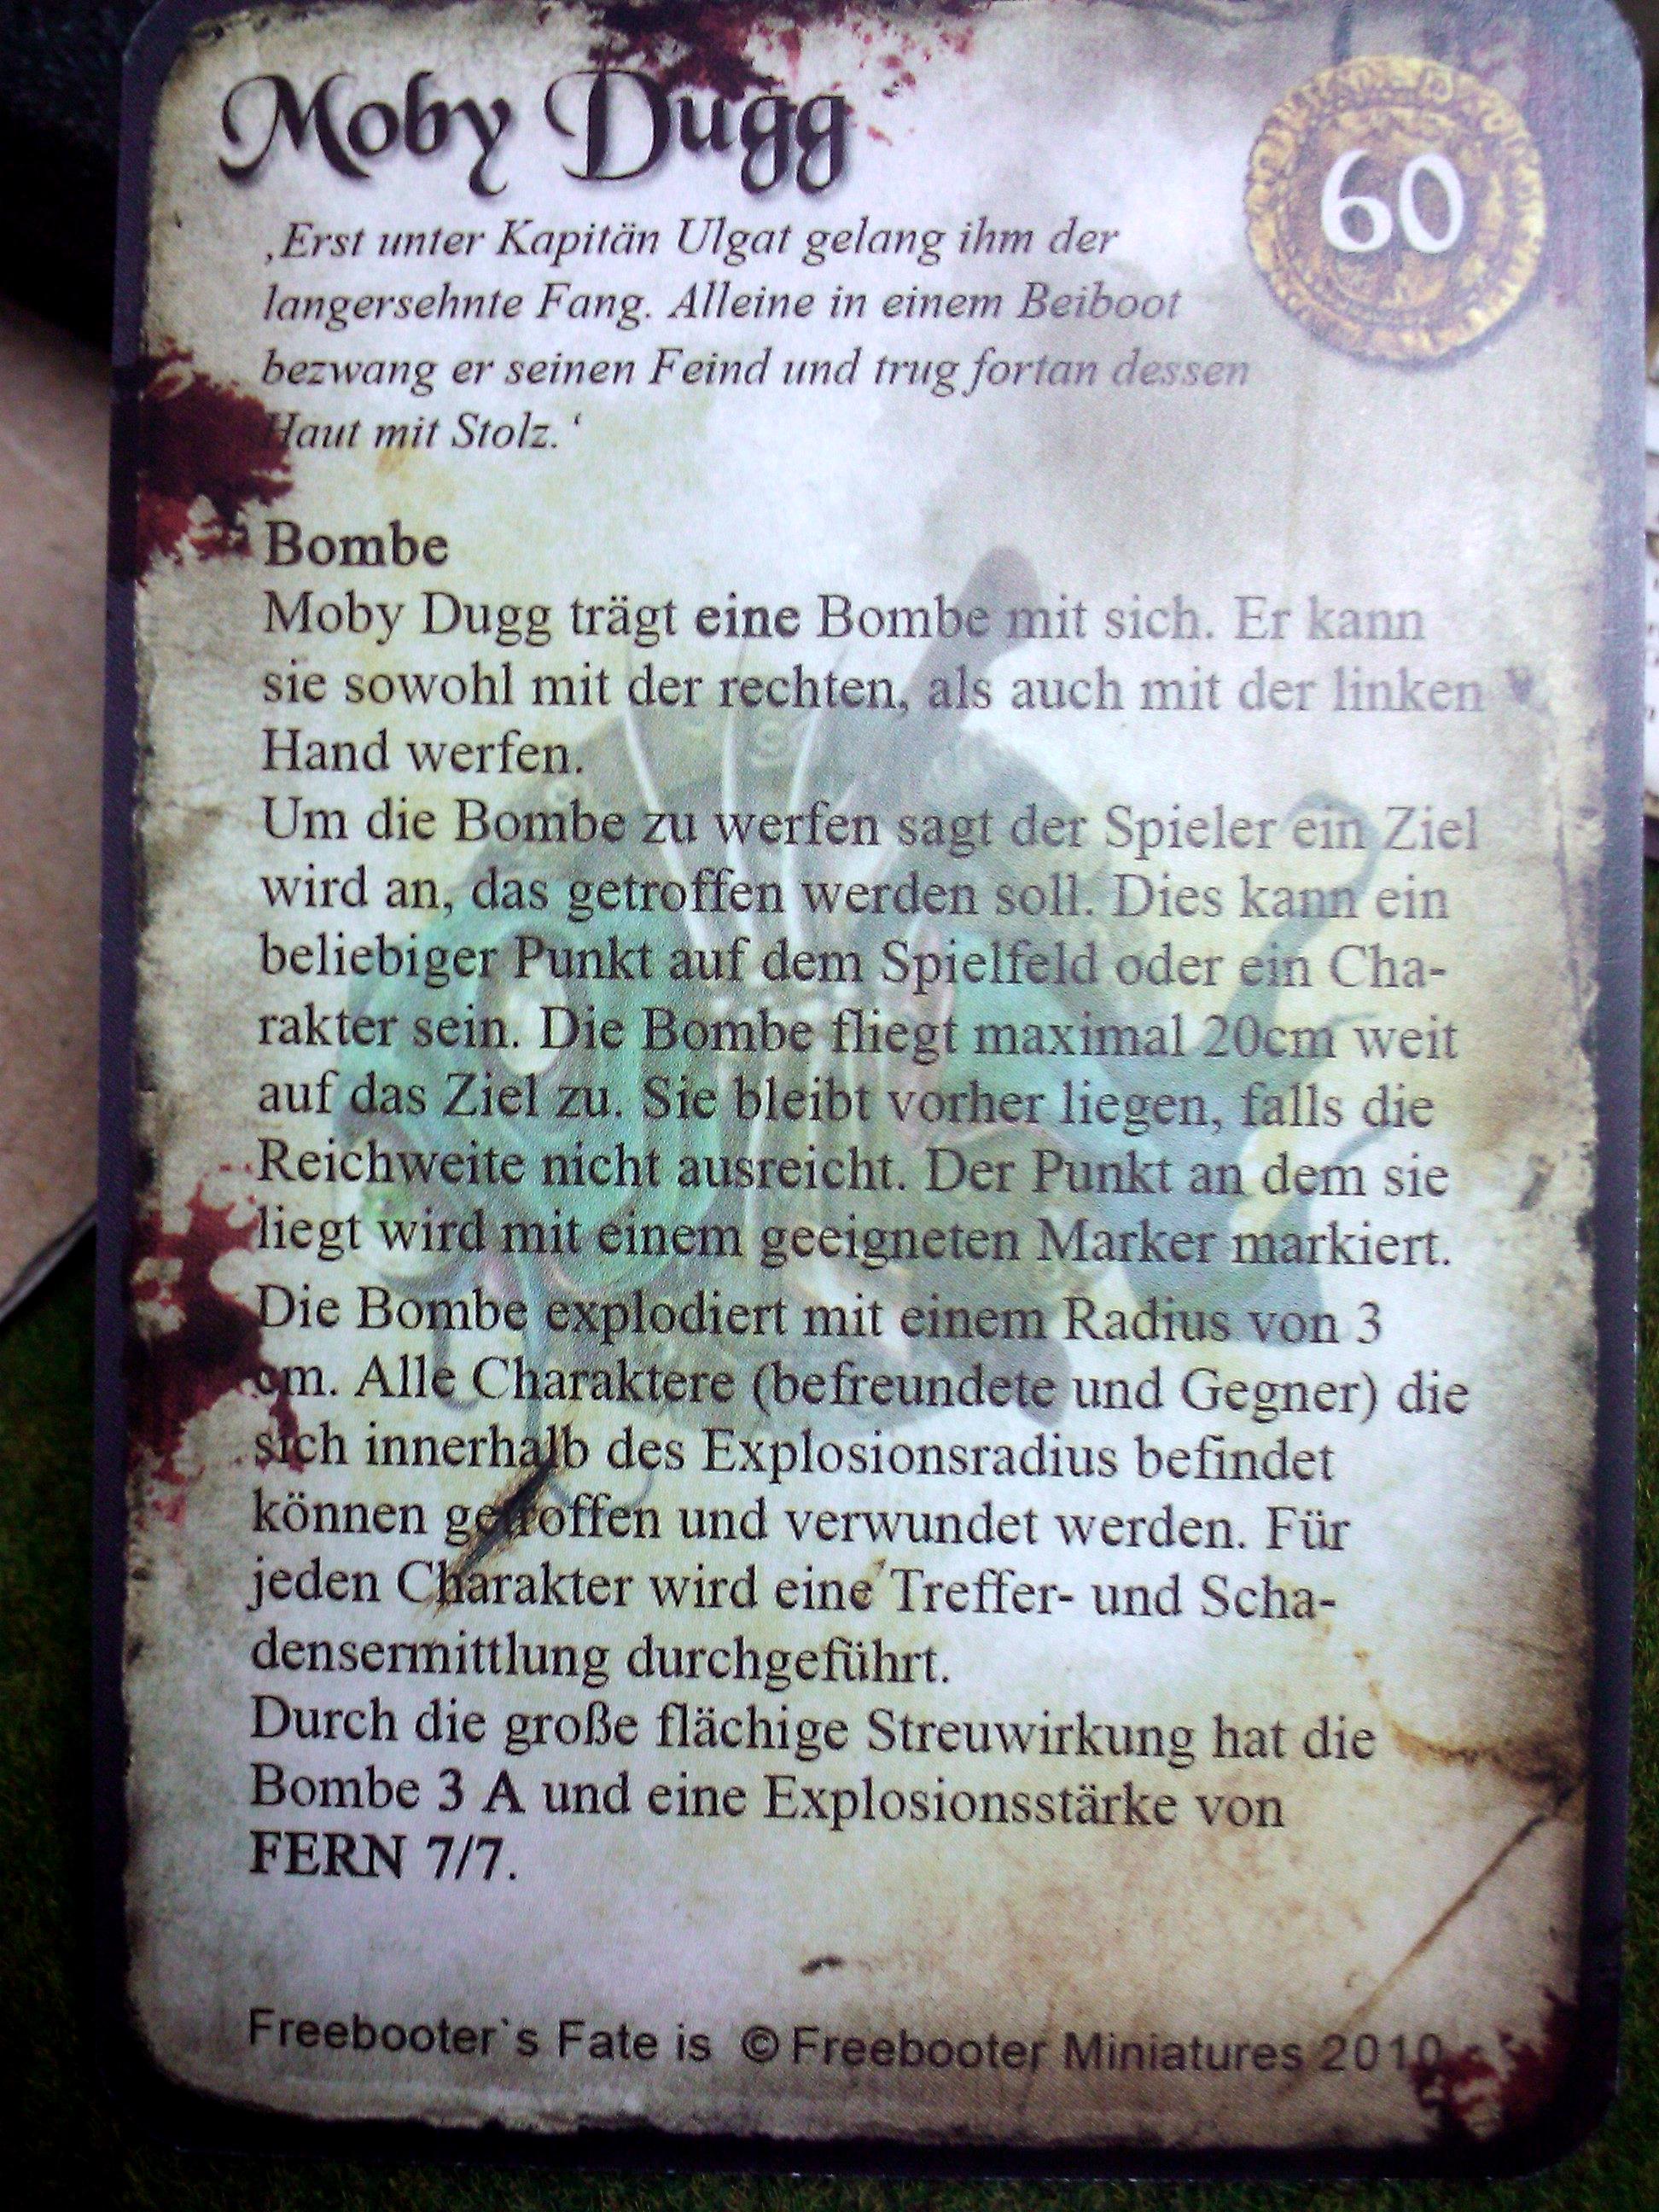 Moby Dugg
60
‚Erst unter Kapitän Ulgat gelang ihm der
langersehnte Fang. Alleine in einem Beiboot
bezwang er seinen Feind und trug fortan dessen
Haut mit Stolz.‘
Bombe
Moby Dugg trägt eine Bombe mit sich. Er kann
sie sowohl mit der rechten, als auch mit der linken
Hand werfen.
Um die Bombe zu werfen sagt der Spieler ein Ziel
wird an, das getroffen werden soll. Dies kann ein
beliebiger Punkt auf dem Spielfeld oder ein Cha-
rakter sein. Die Bombe fliegt maximal 20cm weit
auf das Ziel zu. Sie bleibt vorher liegen, falls die
Reichweite nicht ausreicht. Der Punkt an dem sie
liegt wird mit einem geeigneten Marker markiert.
Die Bombe explodiert mit einem Radius von 3
cm. Alle Charaktere (befreundete und Gegner) die
sich innerhalb des Explosionsradius befindet
können getroffen und verwundet werden. Für
jeden Charakter wird eine Treffer- und Scha-
densermittlung durchgeführt.
Durch die große flächige Streuwirkung hat die
Bombe 3 A und eine Explosionsstärke von
FERN 7/7.
Freebooter`s Fate is © Freebooter Miniatures 2010